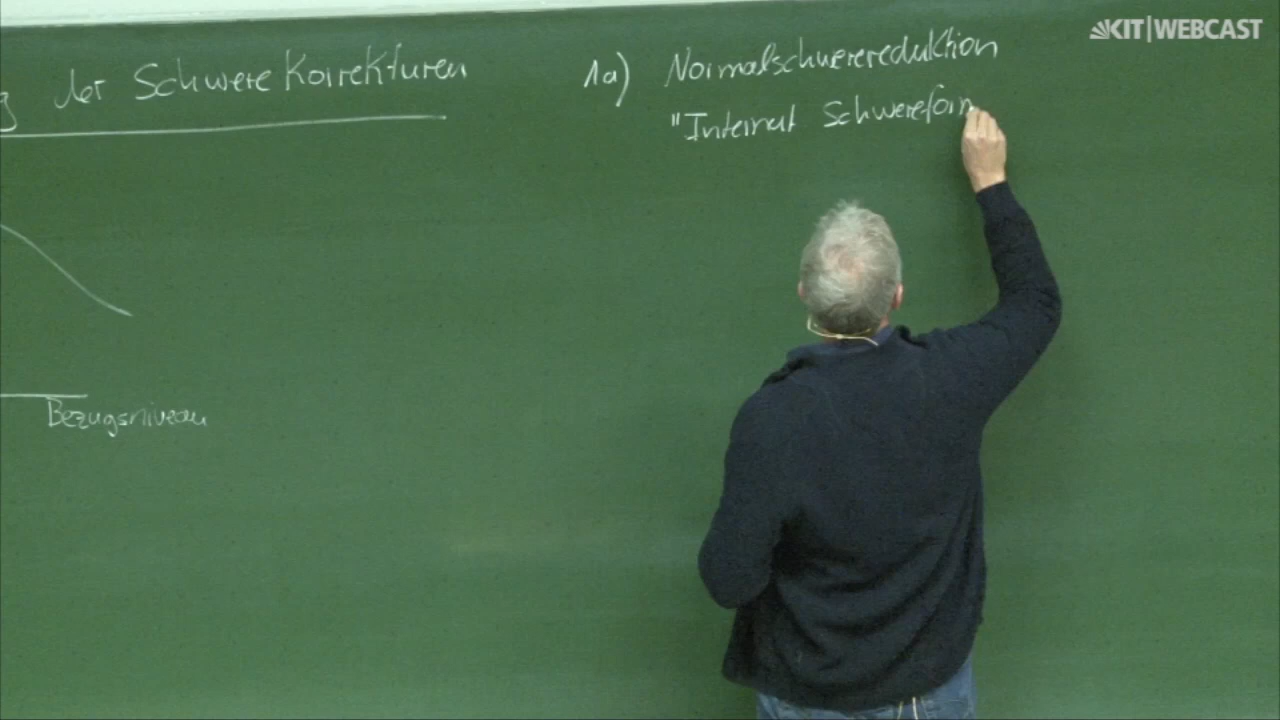 der Schwere Korrekturen
Bezugsniveau
1a) Normalschwerereduktion
"Internat Schwereform
KIT|WEBCAST